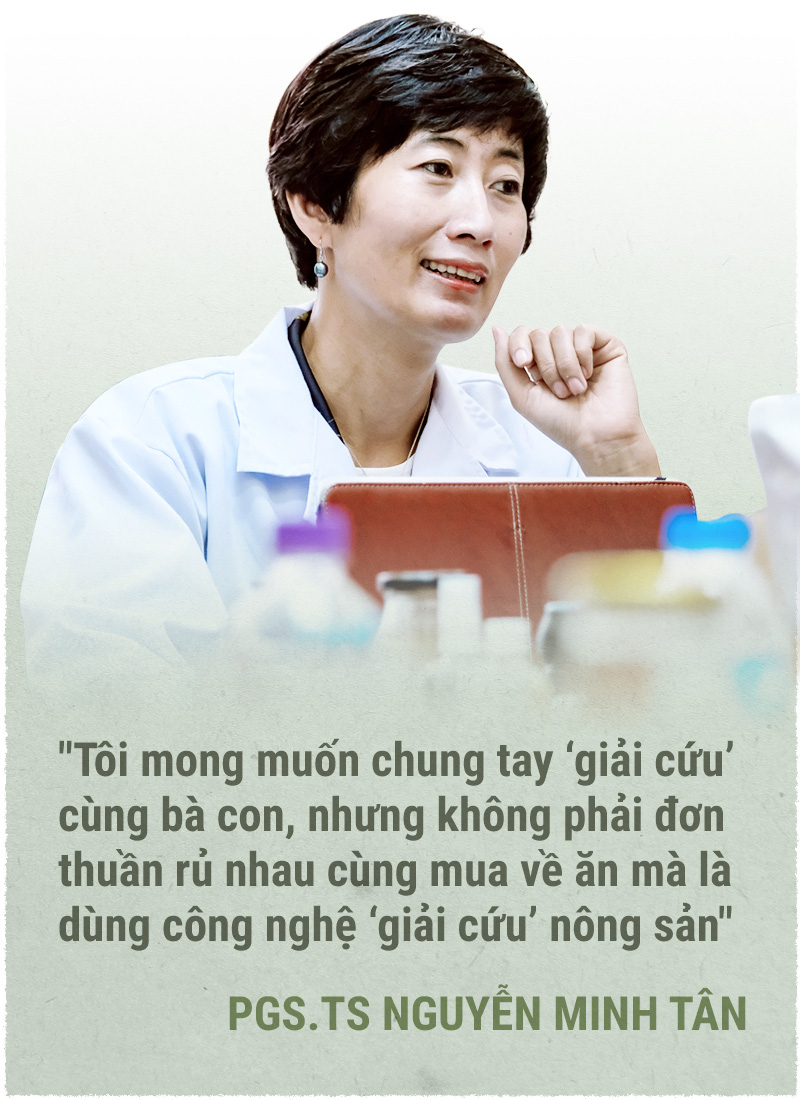 "Tôi mong muốn chung tay ‘giải cứu’
cùng bà con, nhưng không phải đơn
thuần rủ nhau cùng mua về ăn mà là
dùng công nghệ ‘giải cứu’ nông sản"
PGS.TS NGUYỄN MINH TÂN